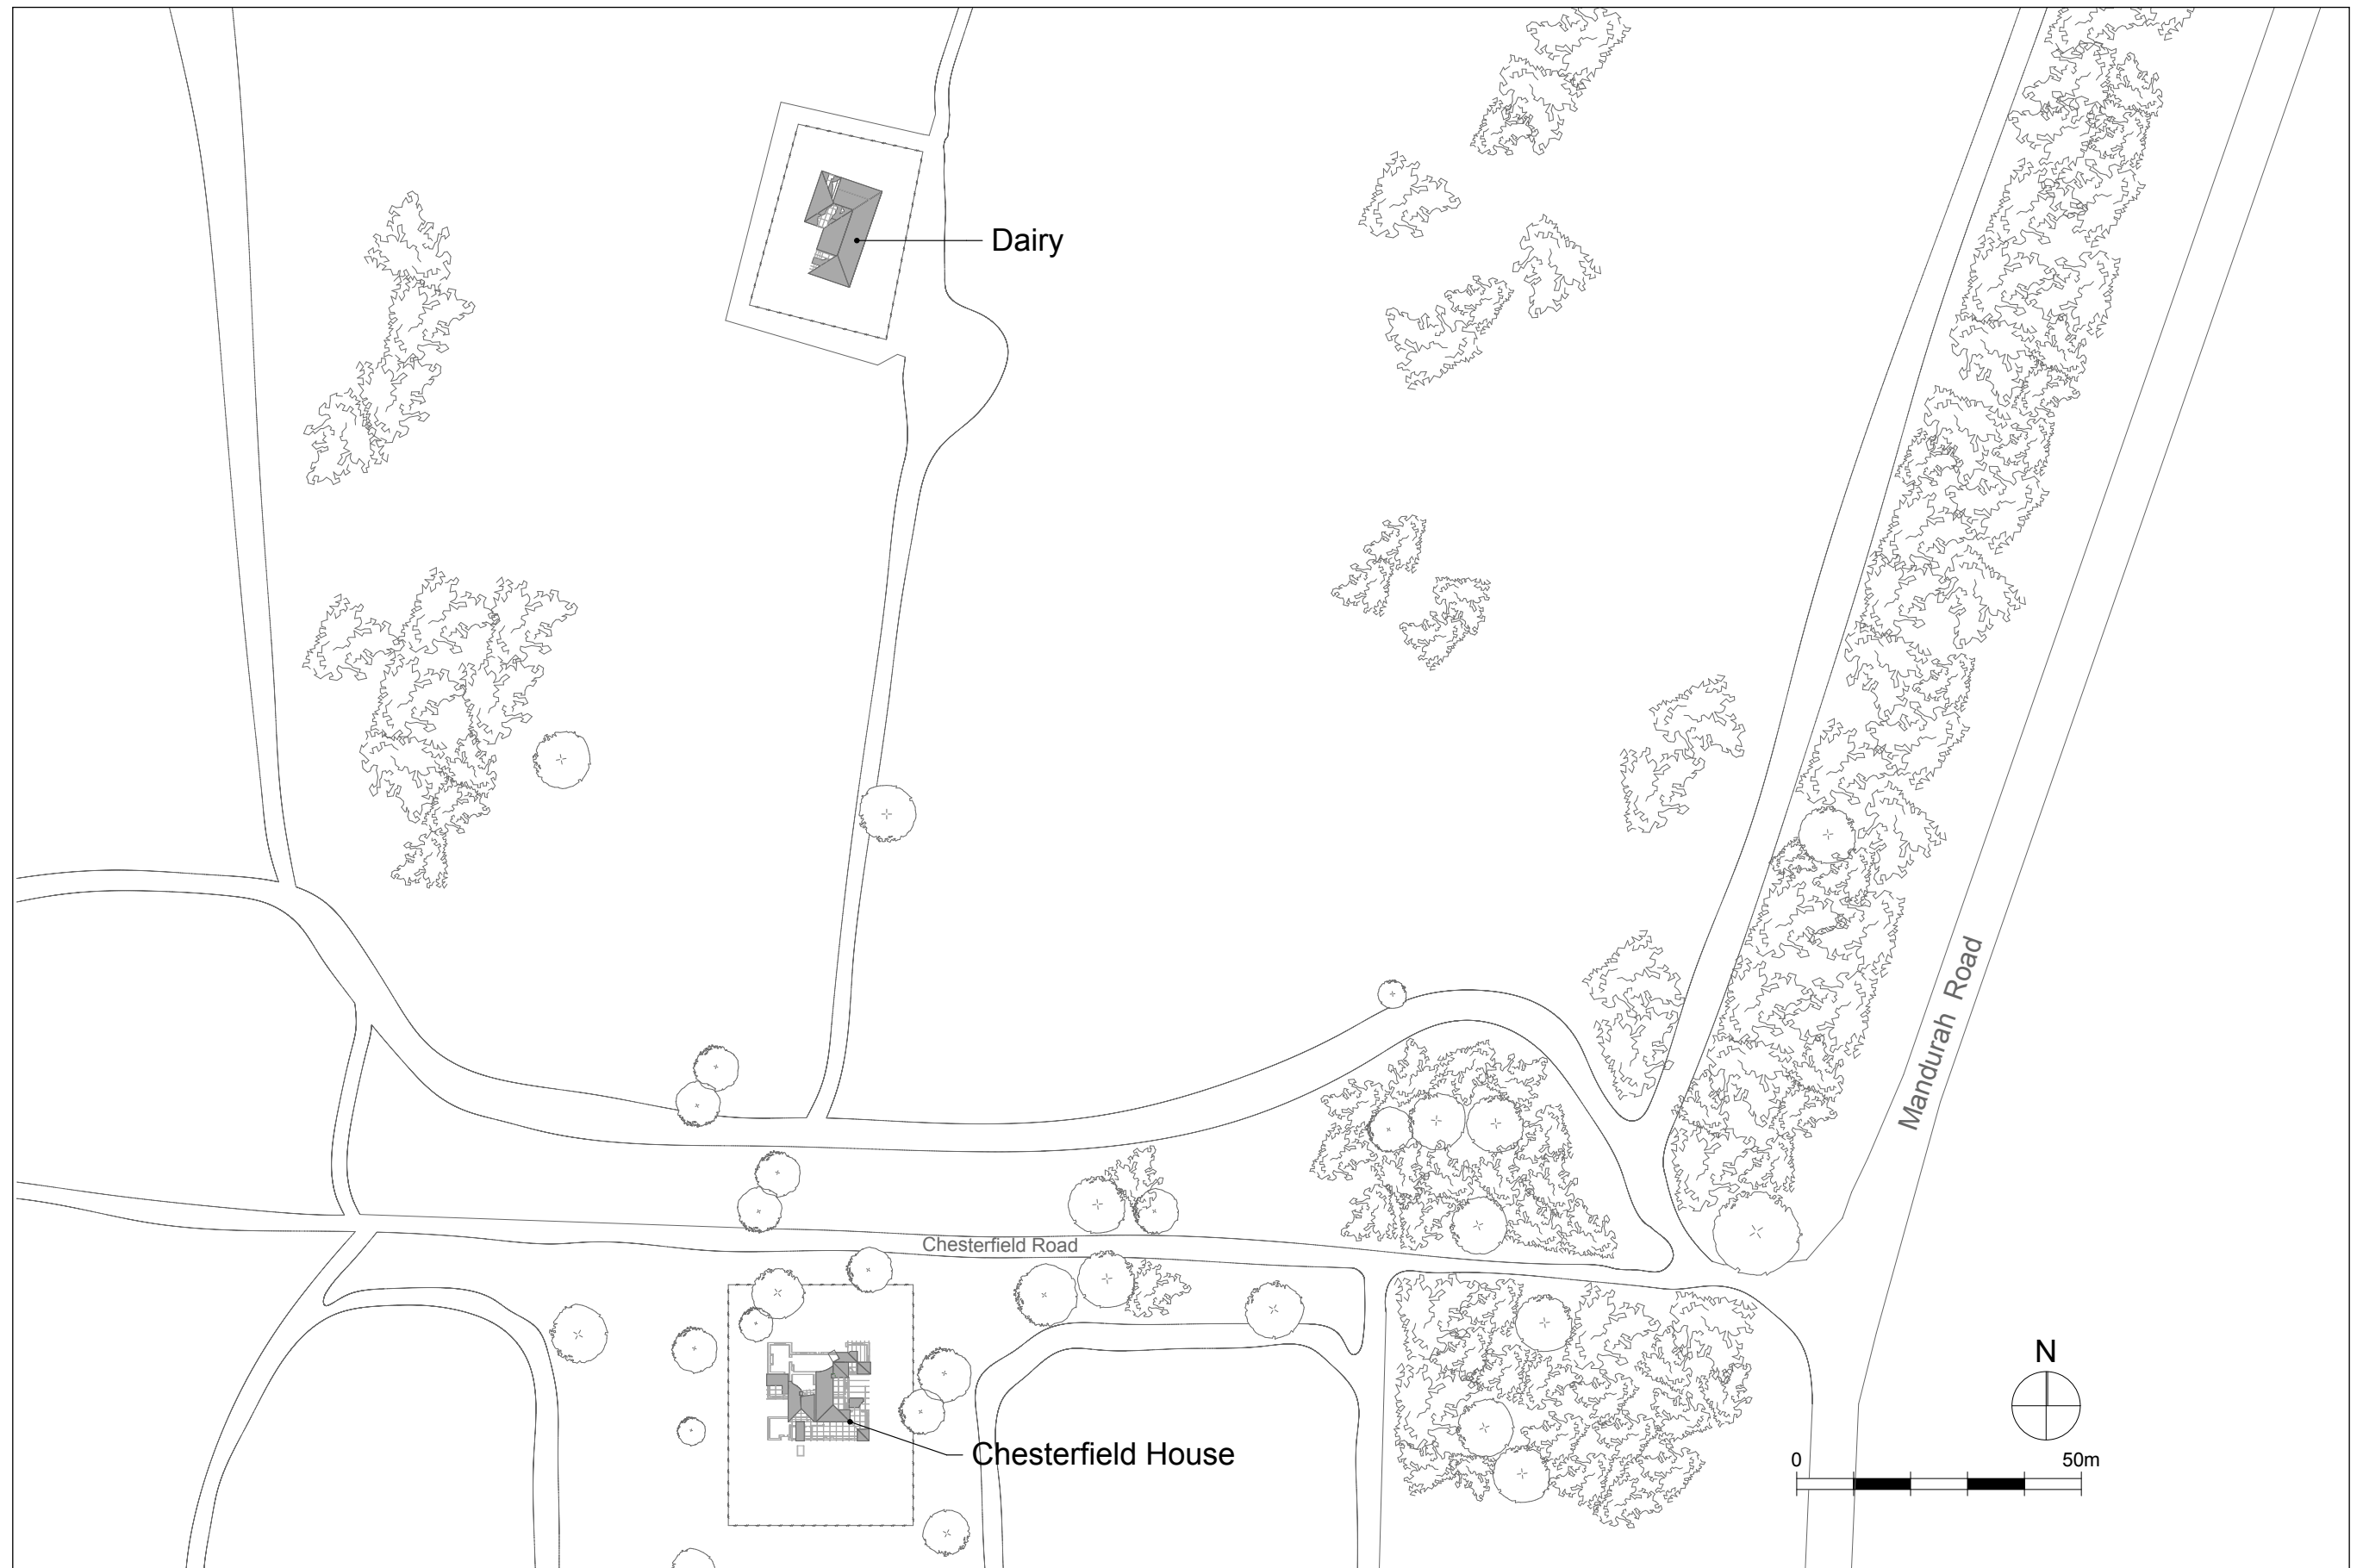 Dairy
Mandurah Road
Chesterfield Road
N
Chesterfield House
0
50m